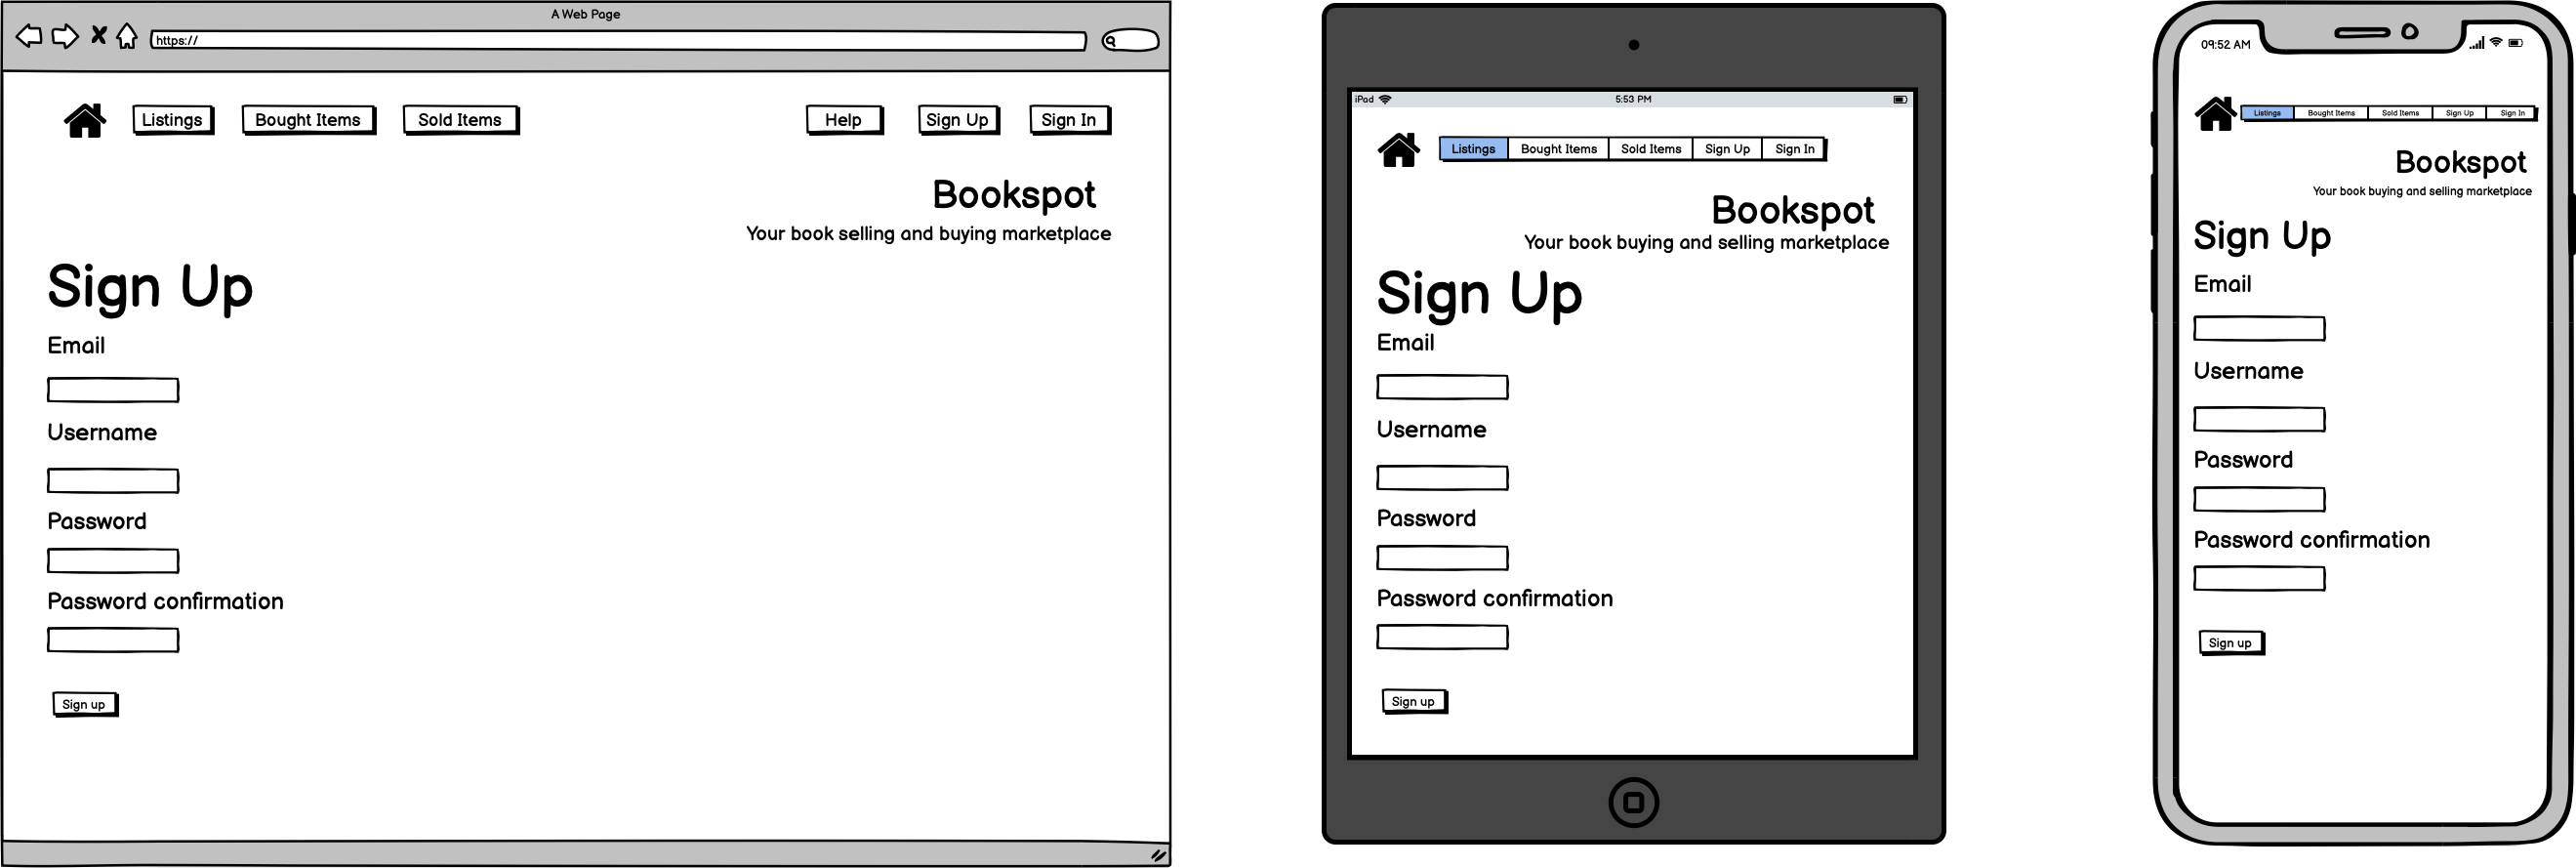 A Web Page
https://
Listings Bought Items Sold Items Help Sign Up Sign In
Bookspot
Your book selling and buying marketplace
Sign Up
Email
Username
Password
Password confirmation
Sign up
iPad 5:53 PM
Listings Bought Items Sold Items Sign Up Sign In
Bookspot
Your book buying and selling marketplace
Sign Up
Email
Username
Password
Password confirmation
Sign up
09:52 AM
Listings Bought Items Sold Items Sign Up Sign In
Bookspot
Your book buying and selling marketplace
Sign Up
Email
Username
Password
Password confirmation
Sign up